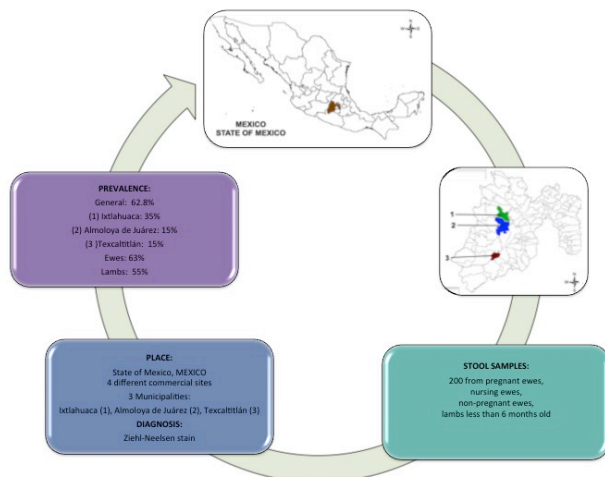 MEXICO
STATE OF MEXICO
1
2
3
STOOL SAMPLES:
200 from pregnant ewes,
nursing ewes,
non-pregnant ewes,
lambs less than 6 months old
PLACE:
State of Mexico, MEXICO
4 different commercial sites
3 Municipalities:
Ixtlahuaca (1), Almoloya de Juárez (2), Texcaltitlán (3)
DIAGNOSIS:
Ziehl-Neelsen stain
PREVALENCE:
General: 62.8%
(1) Ixtlahuaca: 35%
(2) Almoloya de Juárez: 15%
(3 )Texcaltitlán: 15%
Ewes: 63%
Lambs: 55%